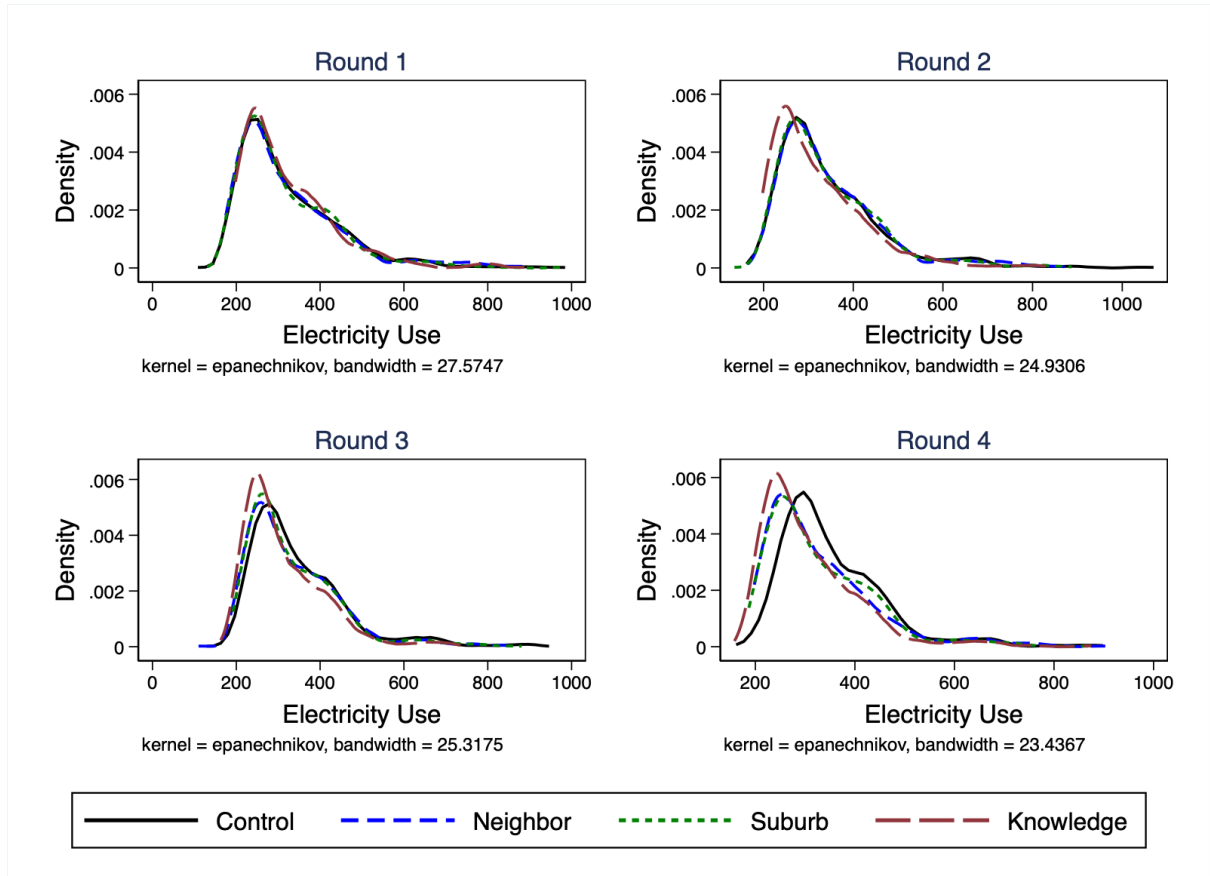 Round 1
Density
.006
.004
.002
0
0 200 400 600 800 1000
Electricity Use
kernel = epanechnikov, bandwidth = 27.5747
Round 2
Density
.006
.004
.002
0
200 400 600 800 1000
Electricity Use
kernel = epanechnikov, bandwidth = 24.9306
Round 3
Density
.006
.004
.002
0
0 200 400 600 800 1000
Electricity Use
kernel = epanechnikov, bandwidth = 25.3175
Round 4
Density
.006
.004
.002
0
200 400 600 800 1000
Electricity Use
kernel = epanechnikov, bandwidth = 23.4367
Control Neighbor Suburb Knowledge